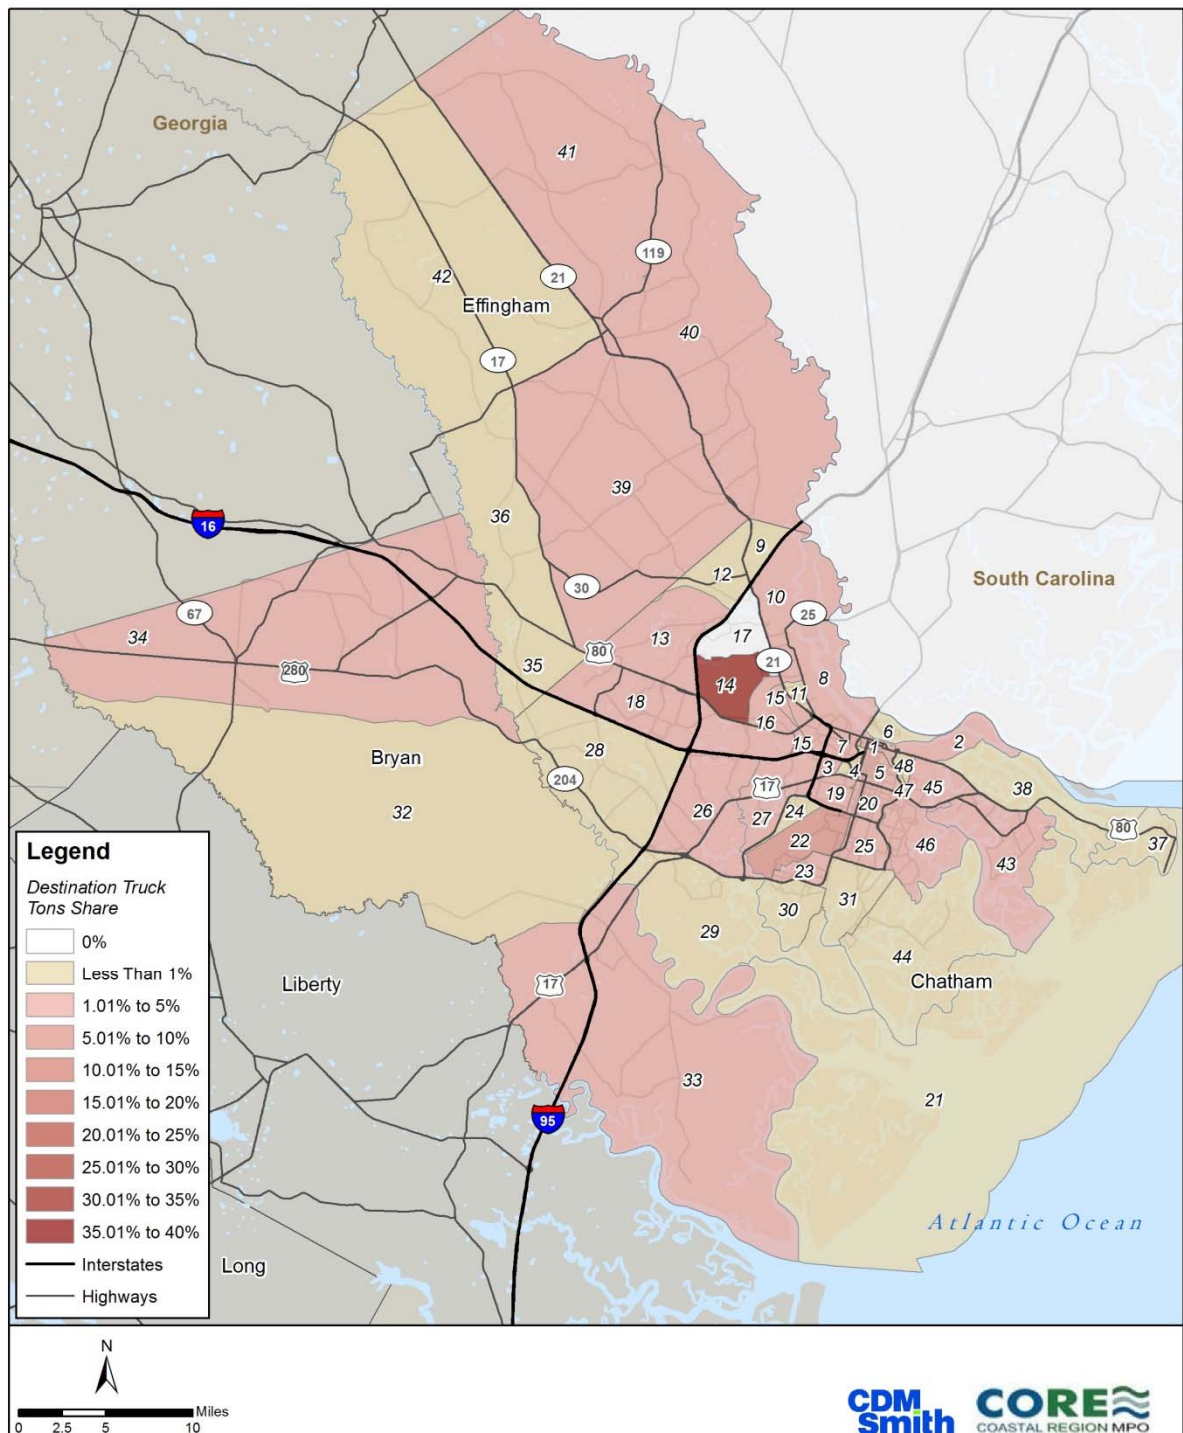 Georgia
41
119
42
21
Effingham
40
17
39
36
16
9
12
South Carolina
30
10
67
25
34
13
17
80
280
35
21
14
8
15
11
18
16
6
28
15
7
1
2
Bryan
3
4
5
48
204
17
19
47
45
38
32
26
27
24
20
80
22
25
46
37
23
43
31
30
29
44
Liberty
17
Chatham
33
21
95
Atlantic Ocean
Long
Legend
Destination Truck
Tons Share
0%
Less Than 1%
1.01% to 5%
5.01% to 10%
10.01% to 15%
15.01% to 20%
20.01% to 25%
25.01% to 30%
30.01% to 35%
35.01% to 40%
Interstates
Highways
N
Miles
0 2.5 5 10
CDM
Smith
CORE
COASTAL REGION MPO